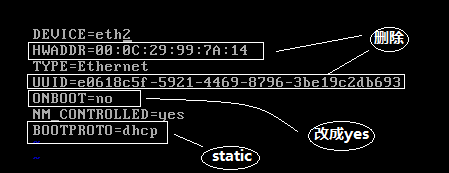 DEVICE=eth2
HWADDR=00:0C:29:99:7A:14
删除
TYPE=Ethernet
UUID=e0618c5f-5921-4469-8796-3be19c2db693
ONBOOT=no
NM_CONTROLLED=yes
改成yes
BOOTPROTO=dhcp
static